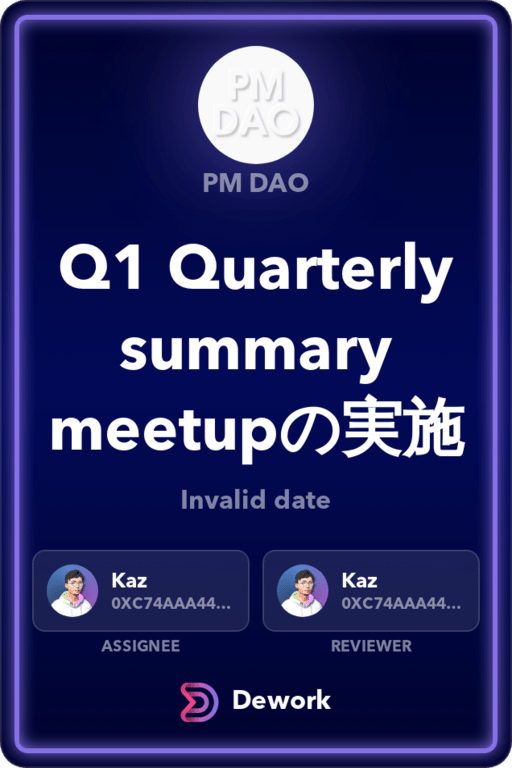 PM
DAO
PM DAO
Q1 Quarterly
summary
meetupの実施
Invalid date
Kaz
0XC74AAA44...
Kaz
0XC74AAA44...
ASSIGNEE
REVIEWER
Dework